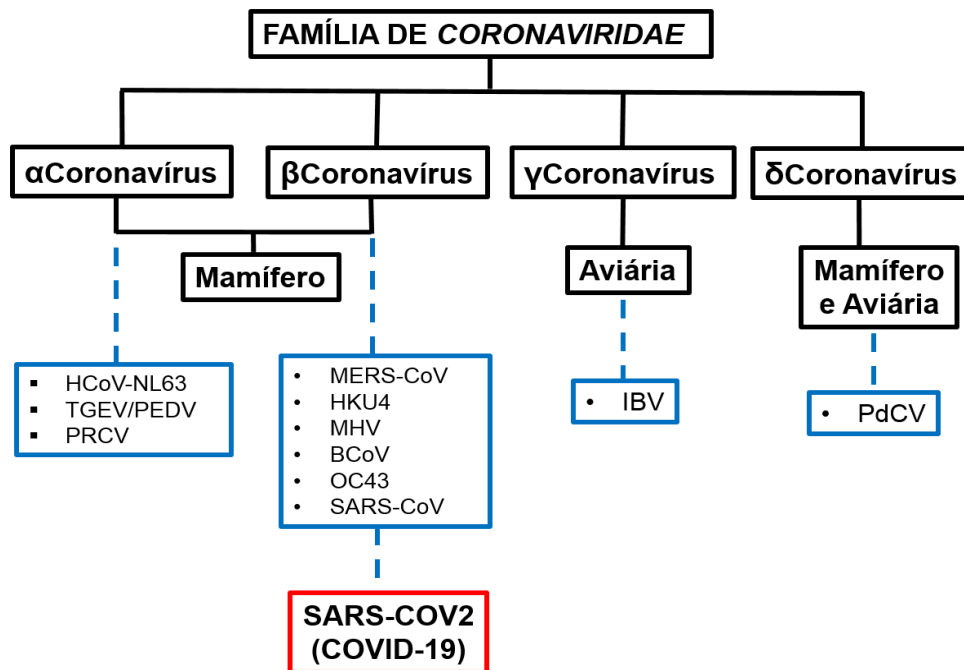 FAMÍLIA DE CORONAVIRIDAE
αCoronavírus
βCoronavírus
γCoronavírus
δCoronavírus
Mamífero
Aviária
Mamífero
e Aviária
▪ HCoV-NL63
▪ TGEV/PEDV
▪ PRCV
• MERS-CoV
• HKU4
• MHV
• BCoV
• OC43
• SARS-CoV
• IBV
• PdCV
SARS-COV2
(COVID-19)